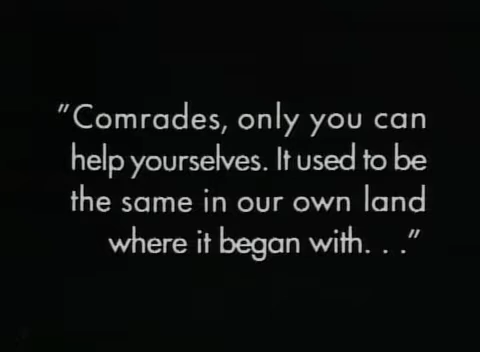 "Comrades, only you can
help yourselves. It used to be
the same in our own land
where it began with. . ."